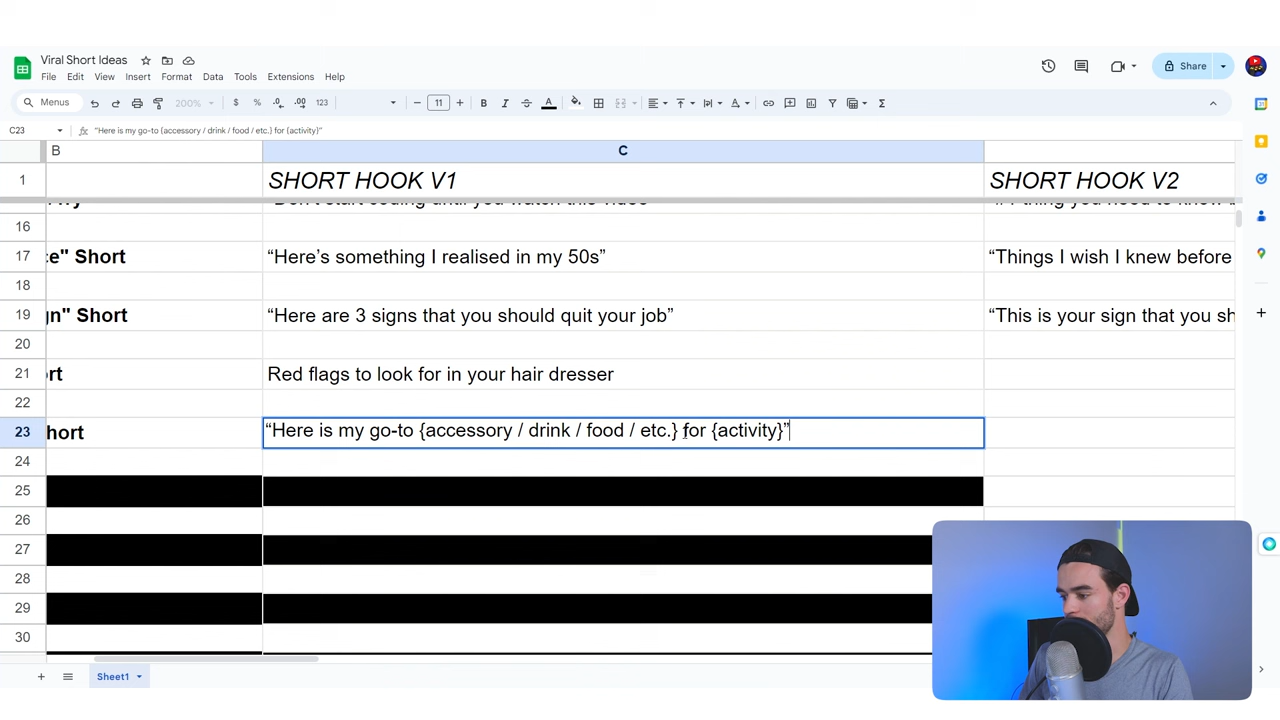 Viral Short Ideas
File Edit View Insert Format Data Tools Extensions Help
Share
Menus 200% $ % .0 .00 123 11 B I A
C23 "Here is my go-to {accessory / drink / food / etc.} for {activity}"
B C
1 SHORT HOOK V1 SHORT HOOK V2
16
17 ce" Short “Here’s something I realised in my 50s” “Things I wish I knew before
18
19 gn" Short “Here are 3 signs that you should quit your job” “This is your sign that you sh
20
21 rt Red flags to look for in your hair dresser
22
23 hort “Here is my go-to {accessory / drink / food / etc.} for {activity}”
24
25
26
27
28
29
30
Sheet1